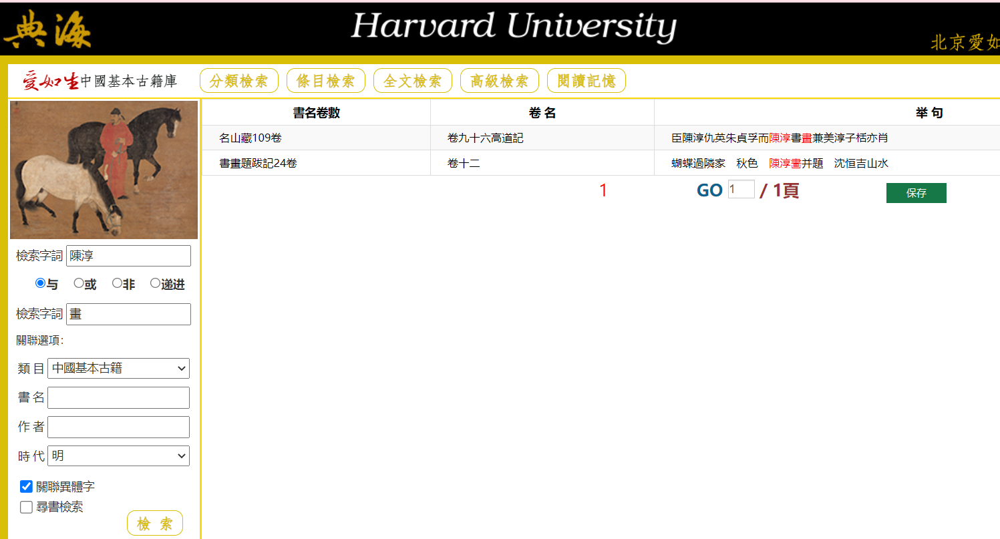 典海
Harvard University
北京愛如
愛如生中國基本古籍庫
分類檢索 條目檢索 全文檢索 高級檢索 閱讀記憶
書名卷數 卷 名 举 句
名山藏109卷 卷九十六高道記 臣陳淳仇英朱貞孚而陳淳書畫兼美淳子栝亦肖
書畫題跋記24卷 卷十二 蝴蝶過隣家 秋色 陳淳畵并題 沈恒吉山水
1 GO 1 / 1頁 保存
檢索字詞 陳淳
与 或 非 递进
檢索字詞 畫
關聯選項:
類 目 中國基本古籍
書 名
作 者
時 代 明
關聯異體字
尋書檢索
檢 索